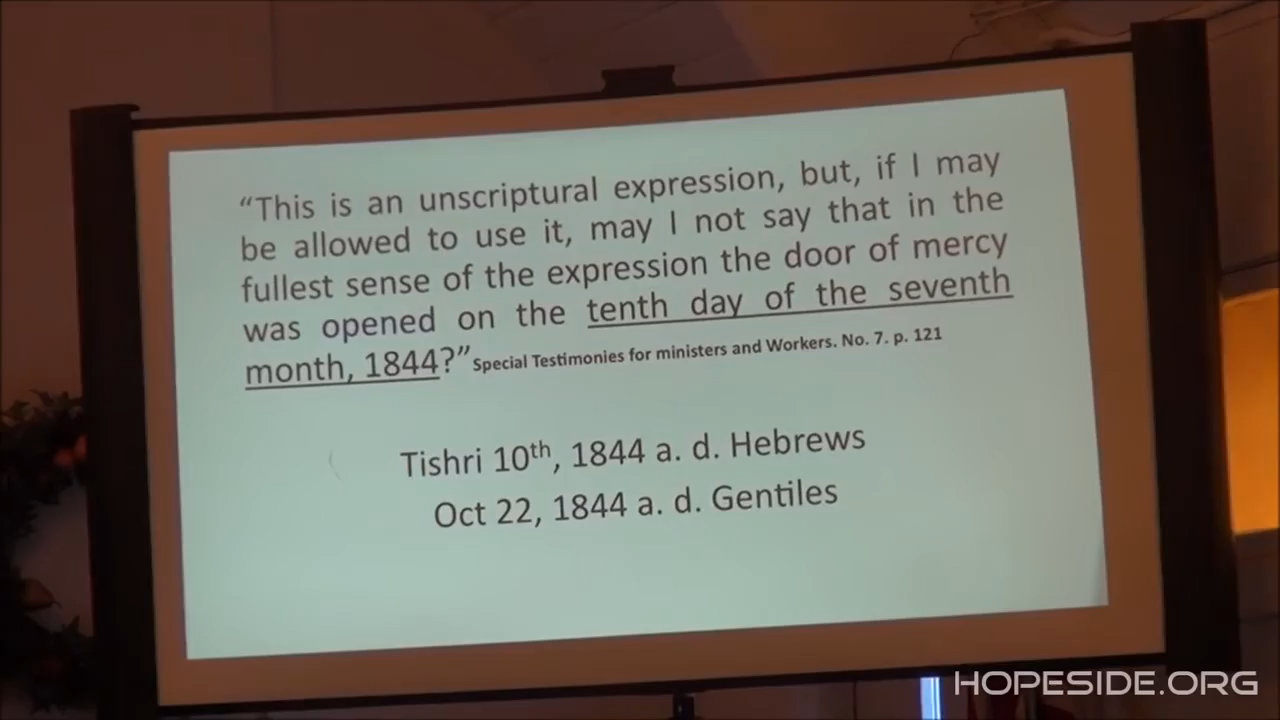 “This is an unscriptural expression, but, if I may
be allowed to use it, may I not say that in the
fullest sense of the expression the door of mercy
was opened on the tenth day of the seventh
month, 1844?” Special Testimonies for ministers and Workers. No. 7. p. 121
Tishri 10th, 1844 a. d. Hebrews
Oct 22, 1844 a. d. Gentiles
HOPESIDE.ORG